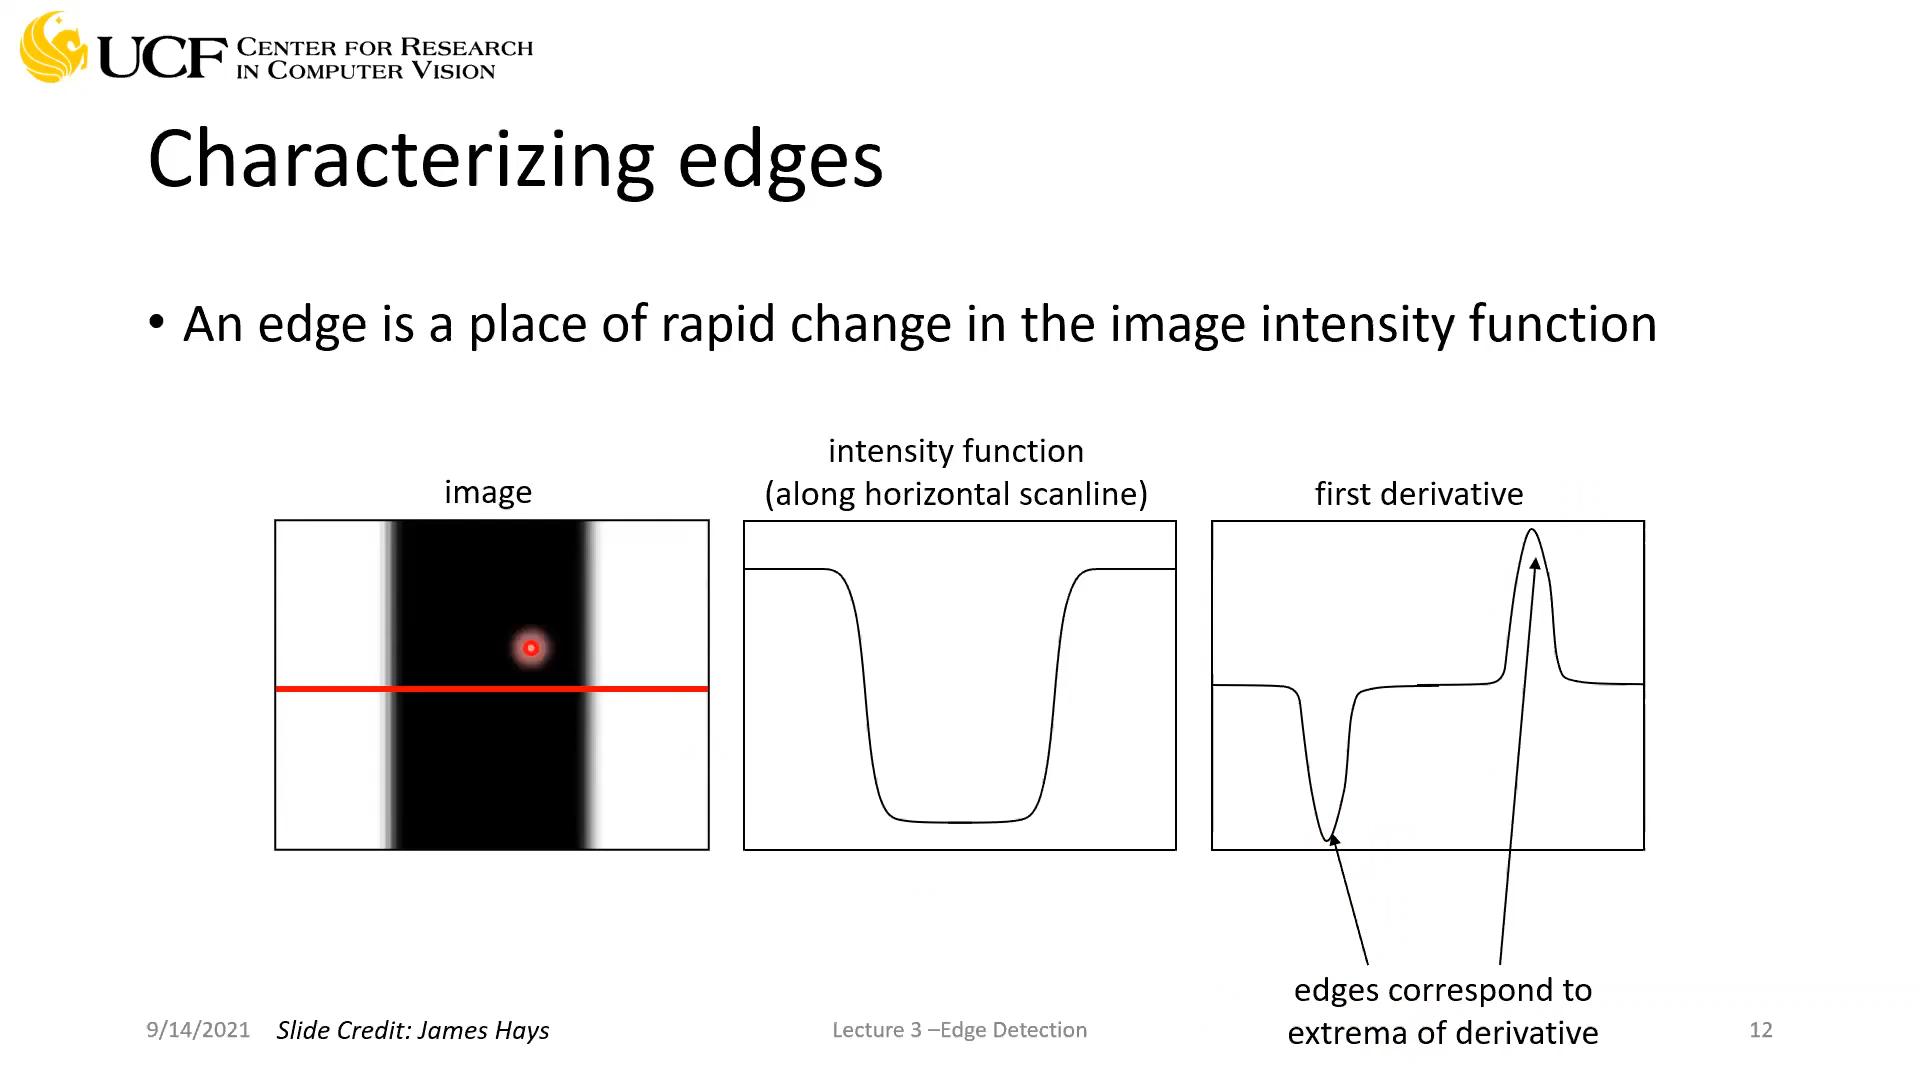 UCF CENTER FOR RESEARCH
IN COMPUTER VISION
Characterizing edges
• An edge is a place of rapid change in the image intensity function
image
intensity function
(along horizontal scanline)
first derivative
edges correspond to
extrema of derivative
9/14/2021
Slide Credit: James Hays
Lecture 3 –Edge Detection
12